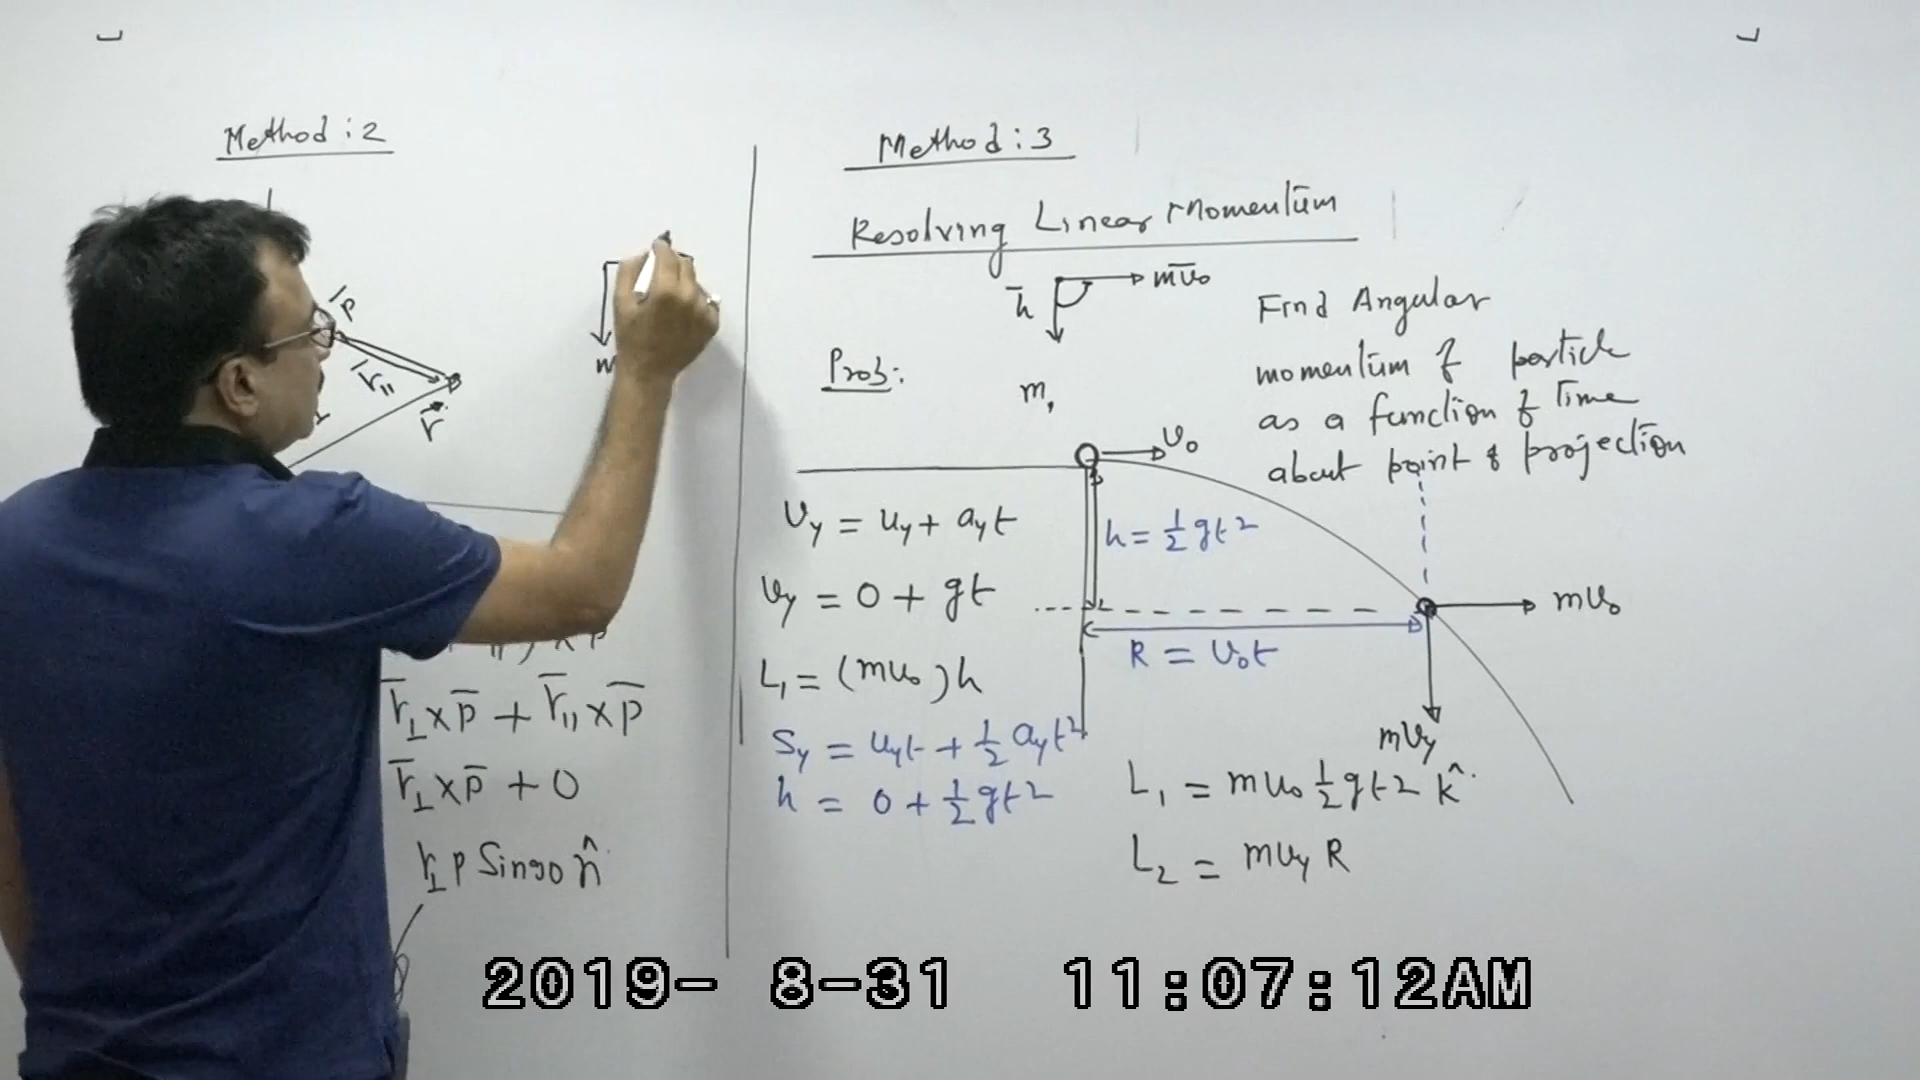 Method : 2
p
r||
r
r⊥ x p + r|| x p
r⊥ x p + 0
r⊥ p Sin90 n̂
Method : 3
Resolving Linear Momentum
h
mv₀
Find Angular
momentum of particle
as a function of Time
about point of projection
Prob:
m,
v₀
Vy = uy + ayt
Vy = 0 + gt
L₁ = (mv₀)h
Sy = uyt + ½ ayt²
h = 0 + ½gt²
h = ½gt²
R = v₀t
mv₀
mvy
L₁ = mv₀ ½gt² k̂
L₂ = mvy R
2019- 8-31 11:07:12AM